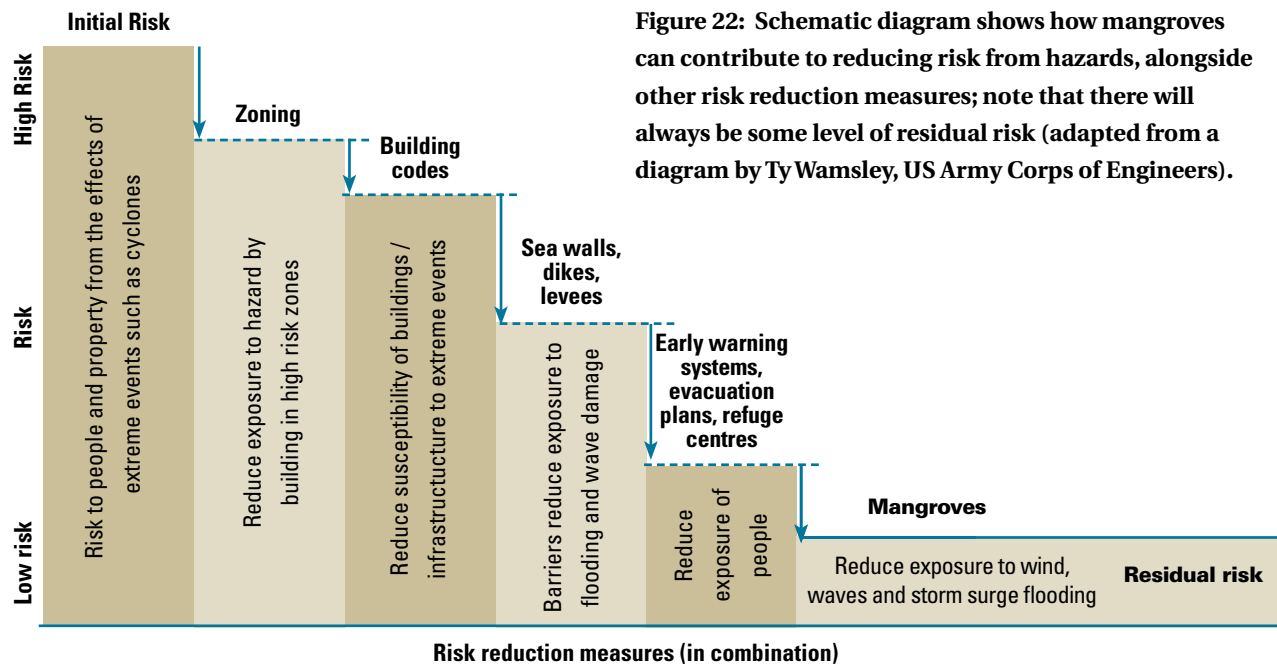 Initial Risk
Figure 22: Schematic diagram shows how mangroves
can contribute to reducing risk from hazards, alongside
other risk reduction measures; note that there will
always be some level of residual risk (adapted from a
diagram by Ty Wamsley, US Army Corps of Engineers).
High Risk
Risk
Low risk
Risk to people and property from the effects of
extreme events such as cyclones
Zoning
Reduce exposure to hazard by
building in high risk zones
Building
codes
Reduce susceptibility of buildings /
infrastructucture to extreme events
Sea walls,
dikes,
levees
Barriers reduce exposure to
flooding and wave damage
Early warning
systems,
evacuation
plans, refuge
centres
Reduce
exposure of
people
Mangroves
Reduce exposure to wind,
waves and storm surge flooding
Residual risk
Risk reduction measures (in combination)